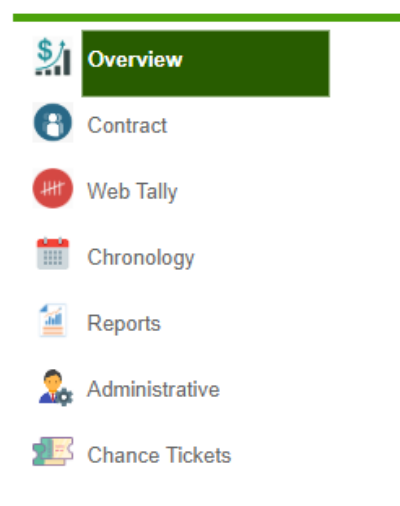 Overview
Contract
Web Tally
Chronology
Reports
Administrative
Chance Tickets